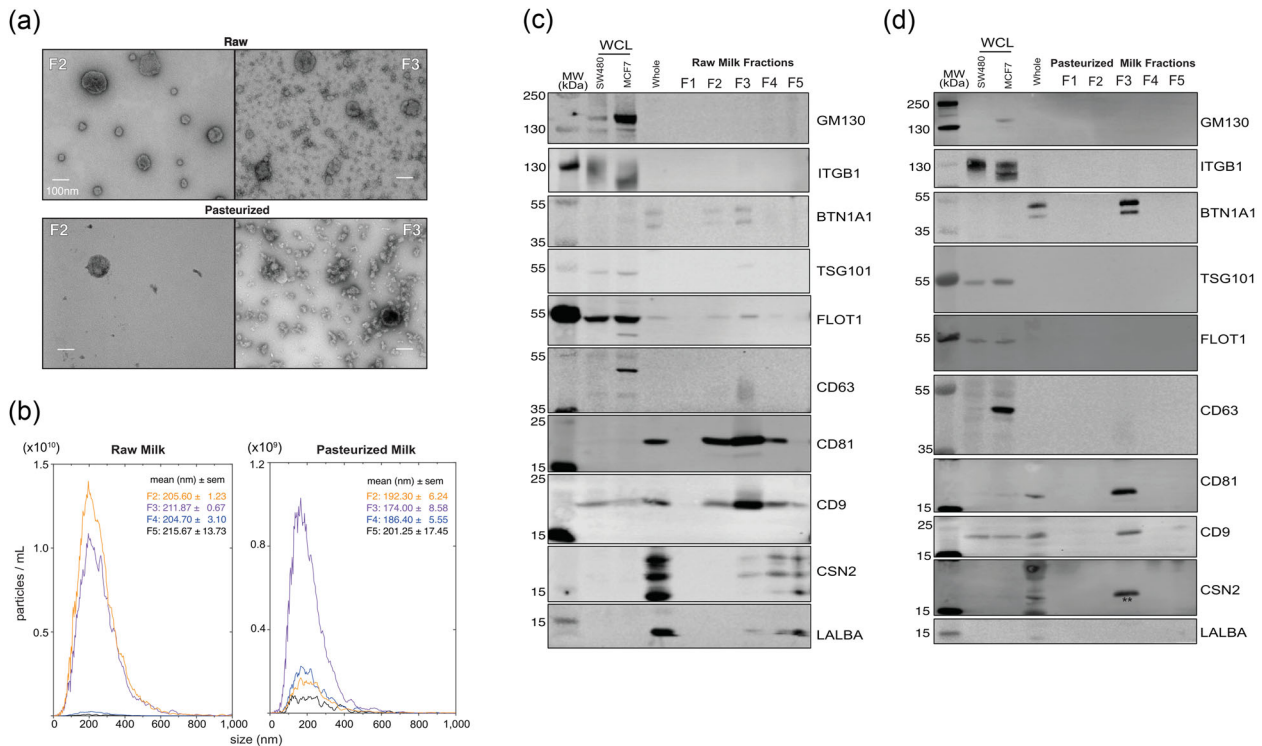 (a)
Raw
F2
F3
100nm
Pasteurized
F2
F3
(b)
(x10¹⁰)
Raw Milk
1.5
1.0
0.5
particles / mL
mean (nm) ± sem
F2: 205.60 ± 1.23
F3: 211.87 ± 0.67
F4: 204.70 ± 3.10
F5: 215.67 ± 13.73
0 200 400 600 800 1,000
(x10⁹)
Pasteurized Milk
1.2
0.8
0.4
mean (nm) ± sem
F2: 192.30 ± 6.24
F3: 174.00 ± 8.58
F4: 186.40 ± 5.55
F5: 201.25 ± 17.45
0 200 400 600 800 1,000
size (nm)
(c)
WCL
MW
(kDa)
SW480
MCF7
Whole
Raw Milk Fractions
F1 F2 F3 F4 F5
250
130
GM130
130
ITGB1
55
35
BTN1A1
55
TSG101
55
FLOT1
55
35
CD63
15
CD81
25
15
CD9
15
CSN2
15
LALBA
(d)
WCL
MW
(kDa)
SW480
MCF7
Whole
Pasteurized Milk Fractions
F1 F2 F3 F4 F5
250
130
GM130
130
ITGB1
55
35
BTN1A1
55
TSG101
55
FLOT1
55
35
CD63
15
CD81
25
15
CD9
15
CSN2
**
15
LALBA